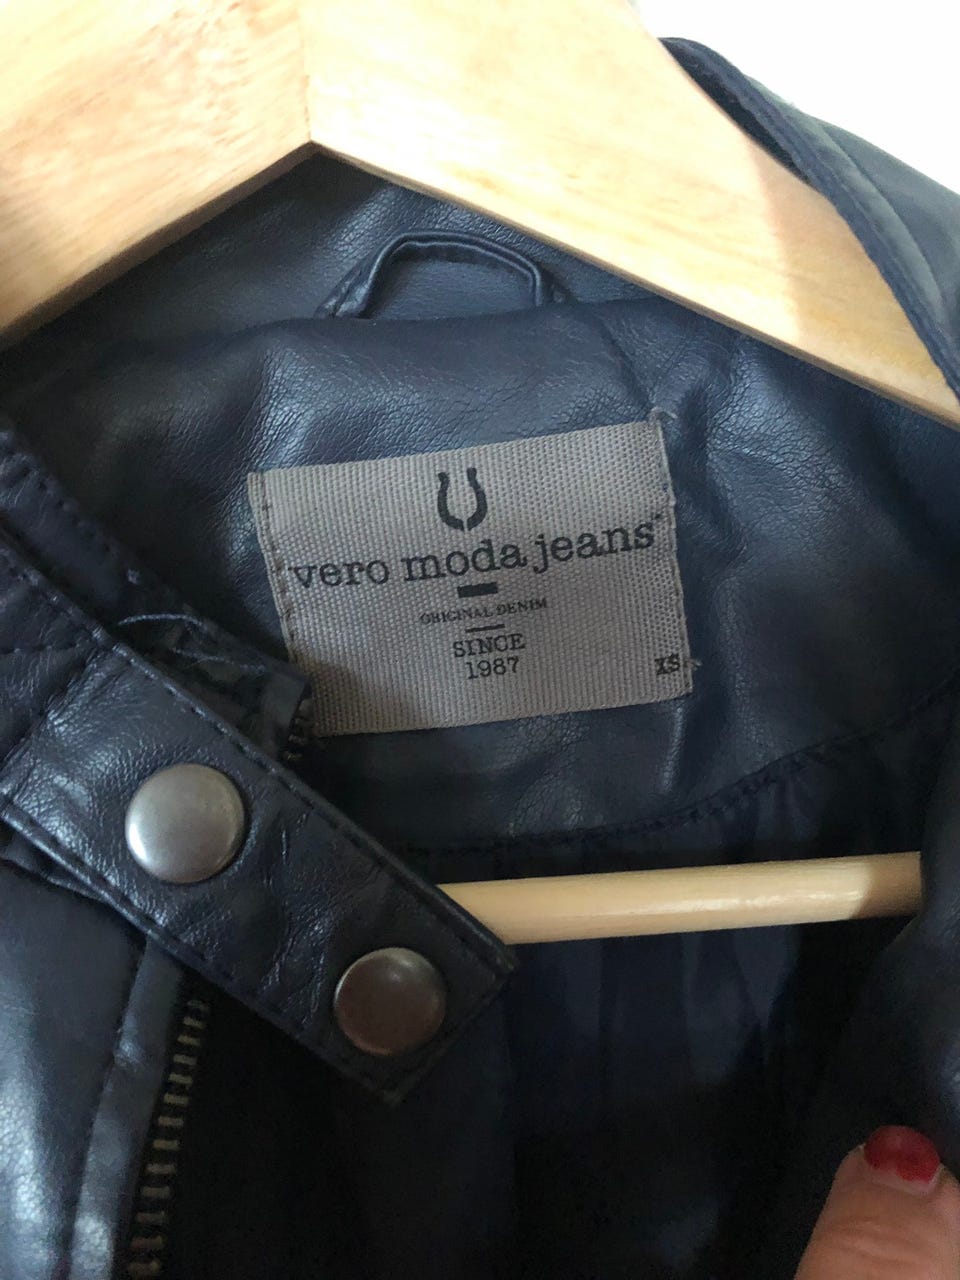 vero moda jeans
ORIGINAL DENIM
SINCE
1987
XS